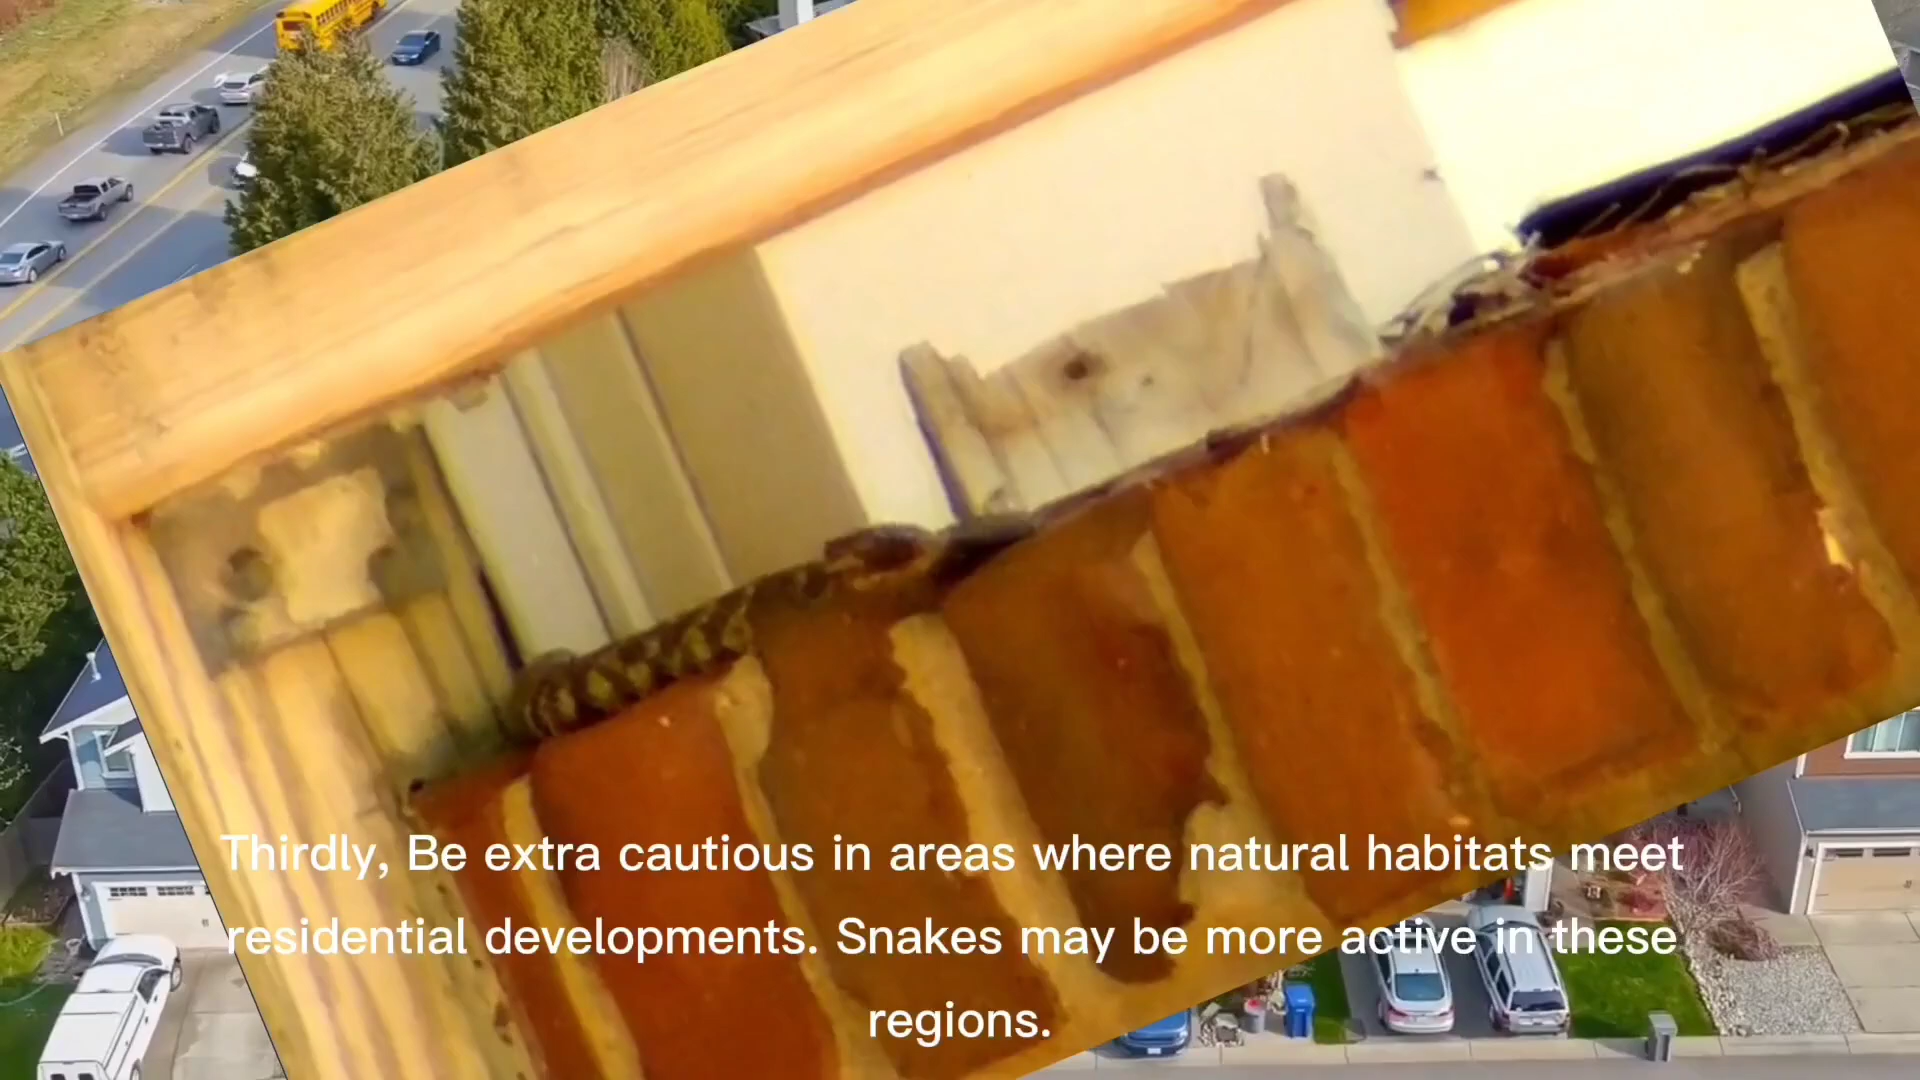 Thirdly, Be extra cautious in areas where natural habitats meet
residential developments. Snakes may be more active in these
regions.